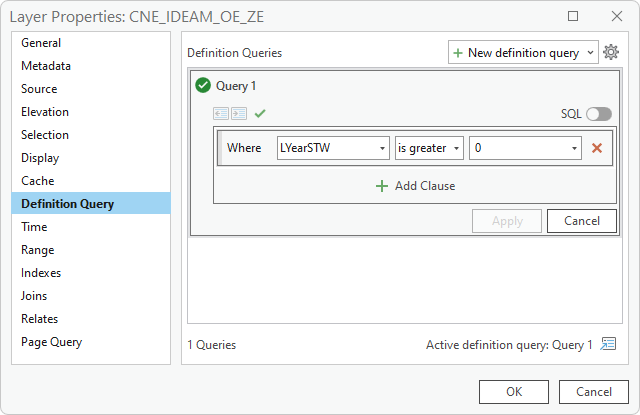 Layer Properties: CNE_IDEAM_OE_ZE
General
Metadata
Source
Elevation
Selection
Display
Cache
Definition Query
Time
Range
Indexes
Joins
Relates
Page Query
Definition Queries
New definition query
Query 1
SQL
Where LYearSTW is greater 0
Add Clause
Apply Cancel
1 Queries
Active definition query: Query 1
OK Cancel